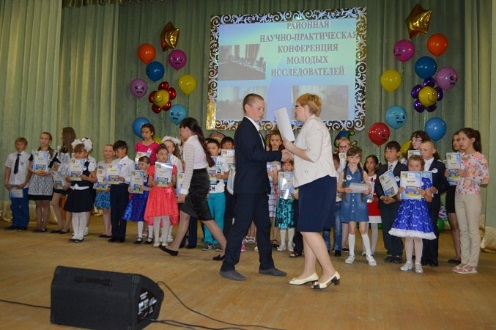 РАЙОННАЯ
НАУЧНО-ПРАКТИЧЕСКАЯ
КОНФЕРЕНЦИЯ
МОЛОДЫХ
ИССЛЕДОВАТЕЛЕЙ